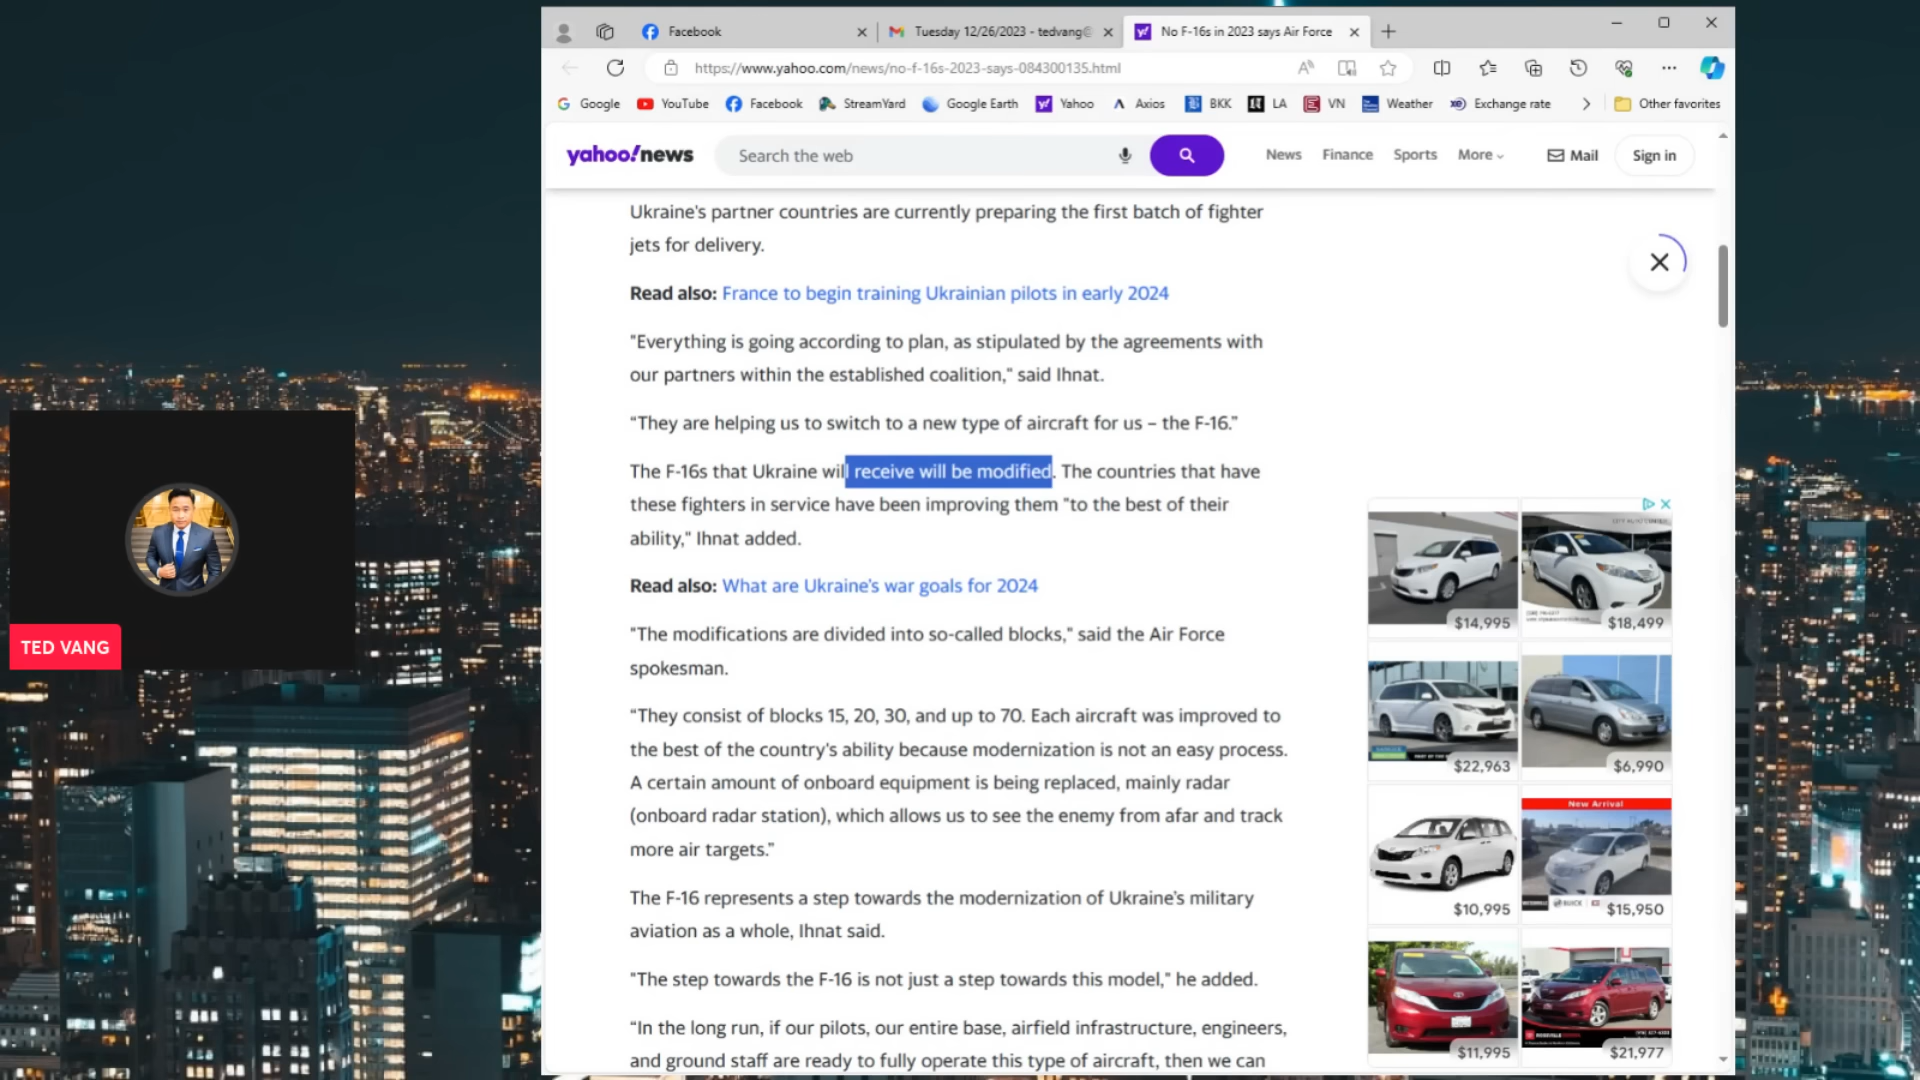 Facebook
Tuesday 12/26/2023 - tedvang@
No F-16s in 2023 says Air Force
https://www.yahoo.com/news/no-f-16s-2023-says-084300135.html
Google
YouTube
Facebook
StreamYard
Google Earth
Yahoo
Axios
BKK
LA
VN
Weather
Exchange rate
Other favorites
yahoo!news
Search the web
News
Finance
Sports
More
Mail
Sign in
Ukraine's partner countries are currently preparing the first batch of fighter
jets for delivery.
Read also: France to begin training Ukrainian pilots in early 2024
"Everything is going according to plan, as stipulated by the agreements with
our partners within the established coalition," said Ihnat.
“They are helping us to switch to a new type of aircraft for us – the F-16.”
The F-16s that Ukraine will receive will be modified. The countries that have
these fighters in service have been improving them "to the best of their
ability," Ihnat added.
Read also: What are Ukraine's war goals for 2024
"The modifications are divided into so-called blocks," said the Air Force
spokesman.
“They consist of blocks 15, 20, 30, and up to 70. Each aircraft was improved to
the best of the country's ability because modernization is not an easy process.
A certain amount of onboard equipment is being replaced, mainly radar
(onboard radar station), which allows us to see the enemy from afar and track
more air targets.”
The F-16 represents a step towards the modernization of Ukraine's military
aviation as a whole, Ihnat said.
"The step towards the F-16 is not just a step towards this model," he added.
“In the long run, if our pilots, our entire base, airfield infrastructure, engineers,
and ground staff are ready to fully operate this type of aircraft, then we can
$14,995
$18,499
$22,963
$6,990
New Arrival
$10,995
BUICK
$15,950
$11,995
$21,977
TED VANG